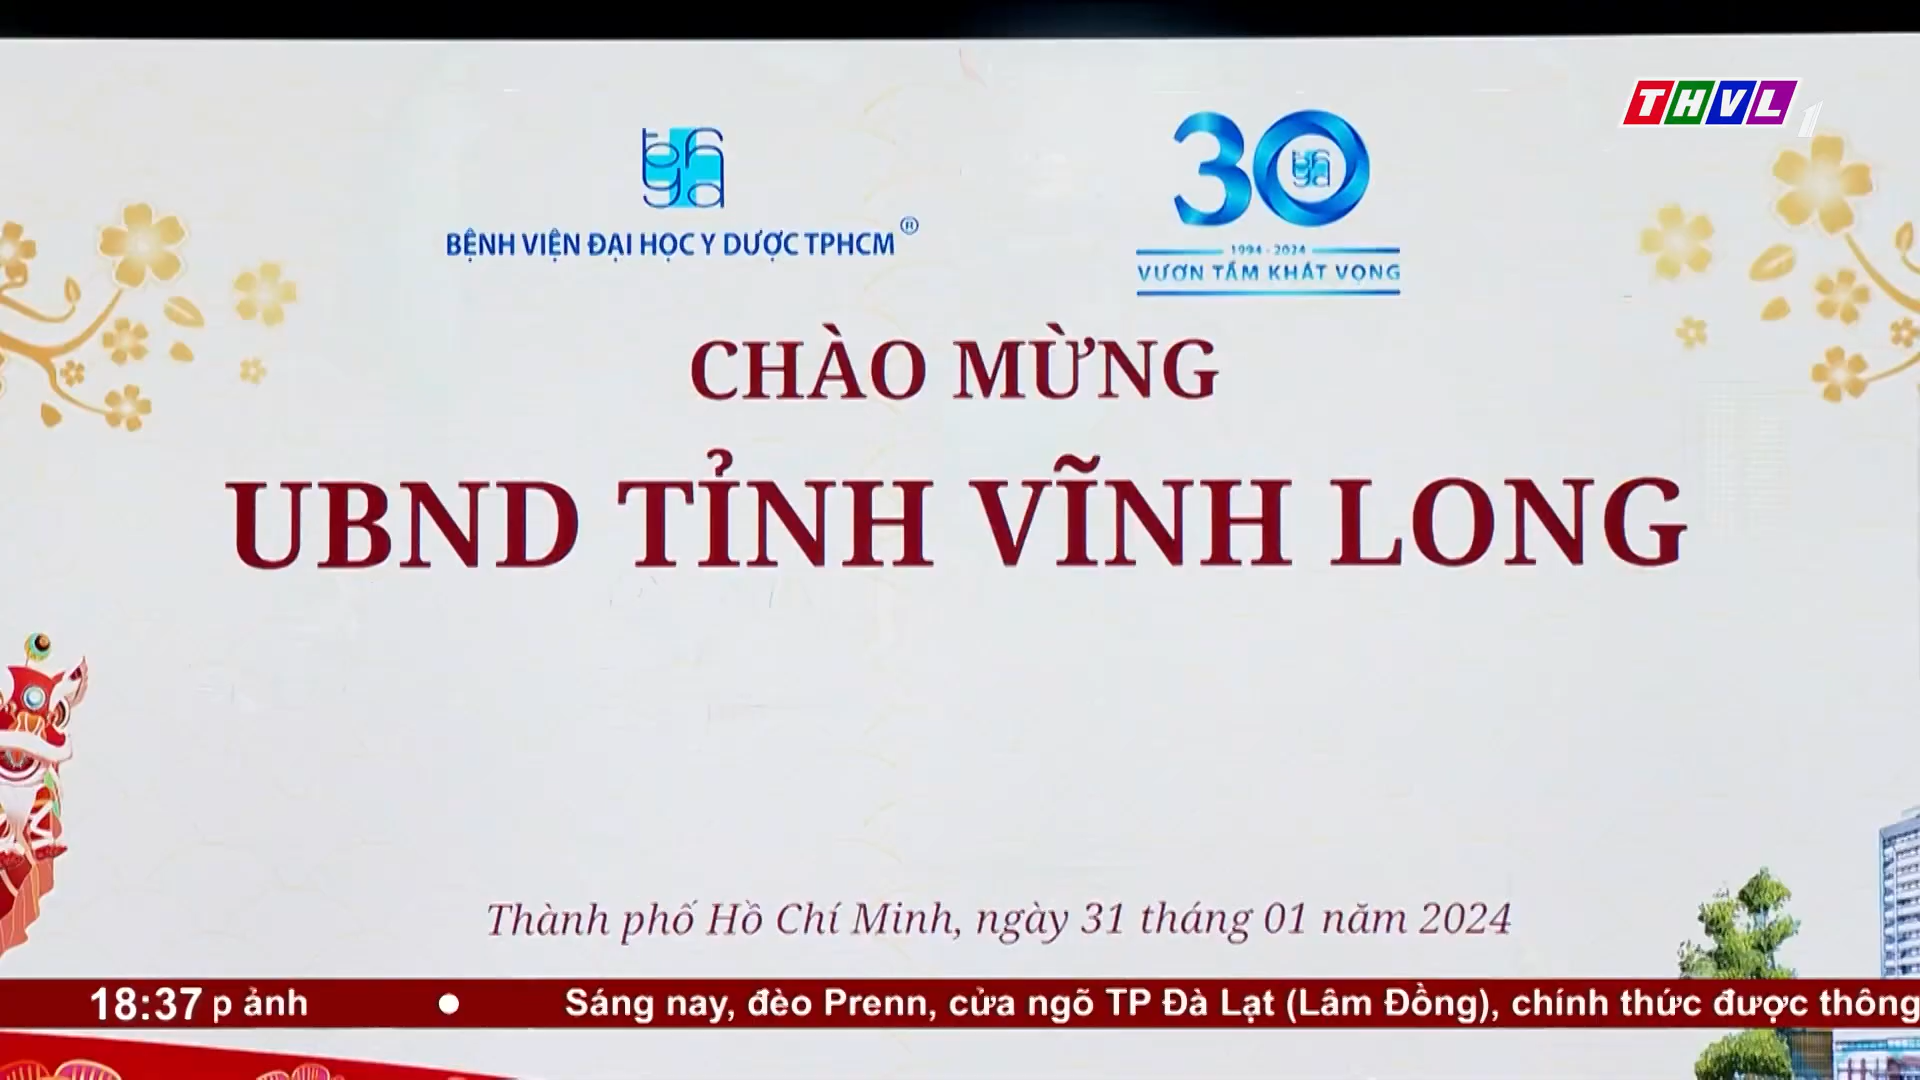 THVL 1
BỆNH VIỆN ĐẠI HỌC Y DƯỢC TPHCM ®
30
1994 - 2024
VƯƠN TẦM KHÁT VỌNG
CHÀO MỪNG
UBND TỈNH VĨNH LONG
Thành phố Hồ Chí Minh, ngày 31 tháng 01 năm 2024
18:37 p ảnh ● Sáng nay, đèo Prenn, cửa ngõ TP Đà Lạt (Lâm Đồng), chính thức được thông